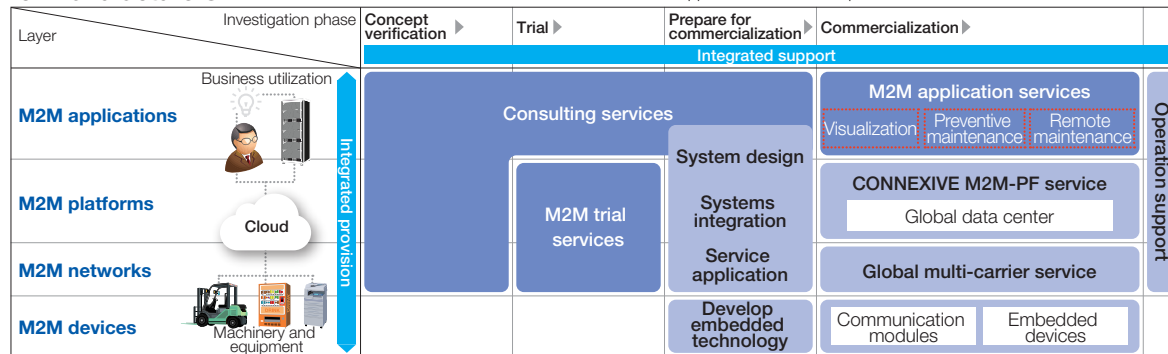 Investigation phase
Layer
Concept
verification
Trial
Prepare for
commercialization
Commercialization
Integrated support
Business utilization
M2M applications
M2M platforms
Cloud
M2M networks
M2M devices
Machinery and
equipment
Integrated provision
Consulting services
M2M trial
services
System design
Systems
integration
Service
application
Develop
embedded
technology
M2M application services
Visualization
Preventive
maintenance
Remote
maintenance
CONNEXIVE M2M-PF service
Global data center
Global multi-carrier service
Communication
modules
Embedded
devices
Operation support